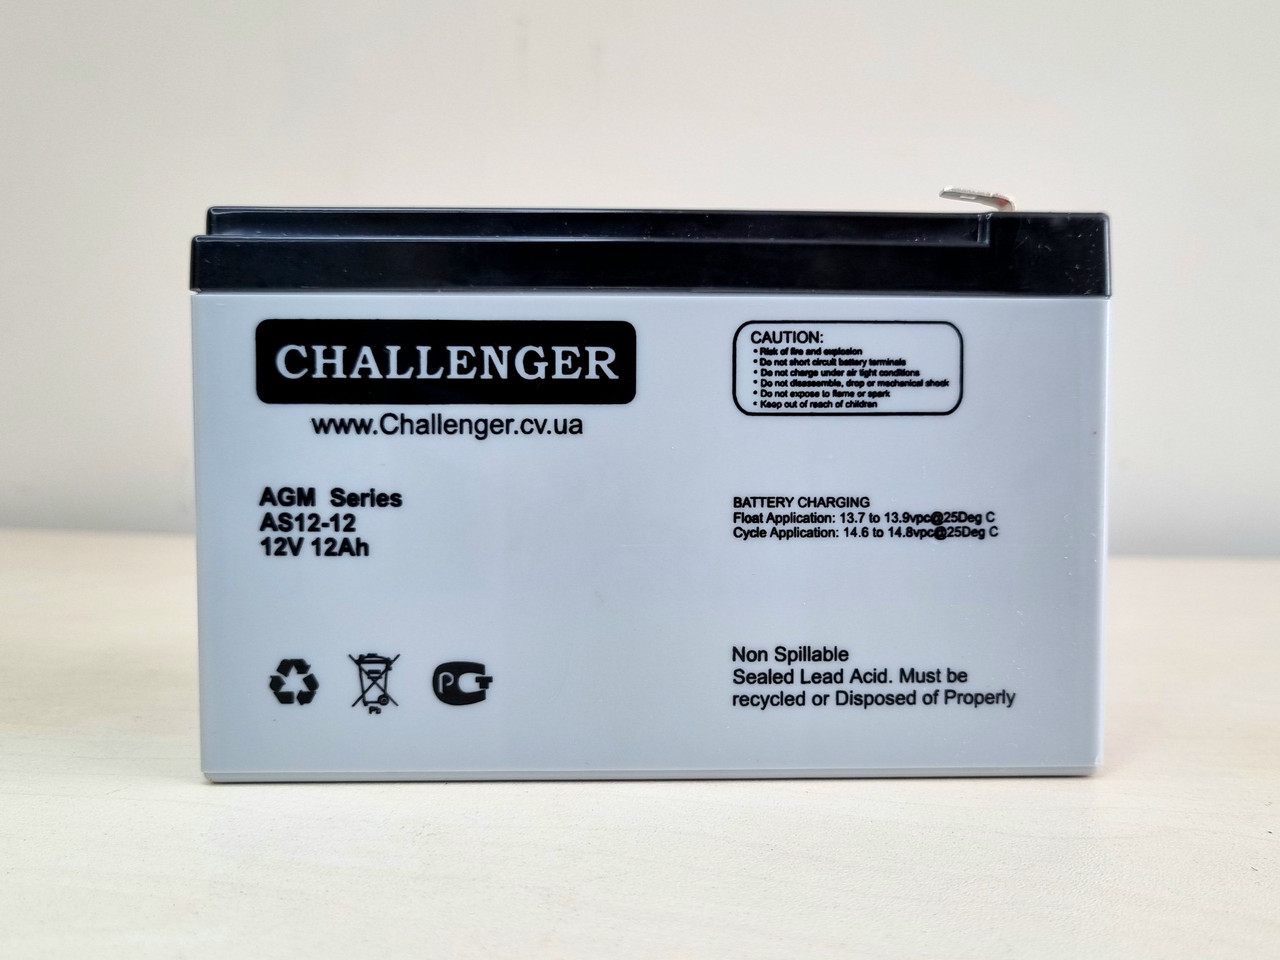 CHALLENGER
www.Challenger.cv.ua
AGM Series
AS12-12
12V 12Ah
Pb
PCT
CAUTION:
• Risk of fire and explosion
• Do not short circuit battery terminals
• Do not charge under air tight conditions
• Do not disassemble, drop or mechanical shock
• Do not expose to flame or spark
• Keep out of reach of children
BATTERY CHARGING
Float Application: 13.7 to 13.9vpc@25Deg C
Cycle Application: 14.6 to 14.8vpc@25Deg C
Non Spillable
Sealed Lead Acid. Must be
recycled or Disposed of Properly